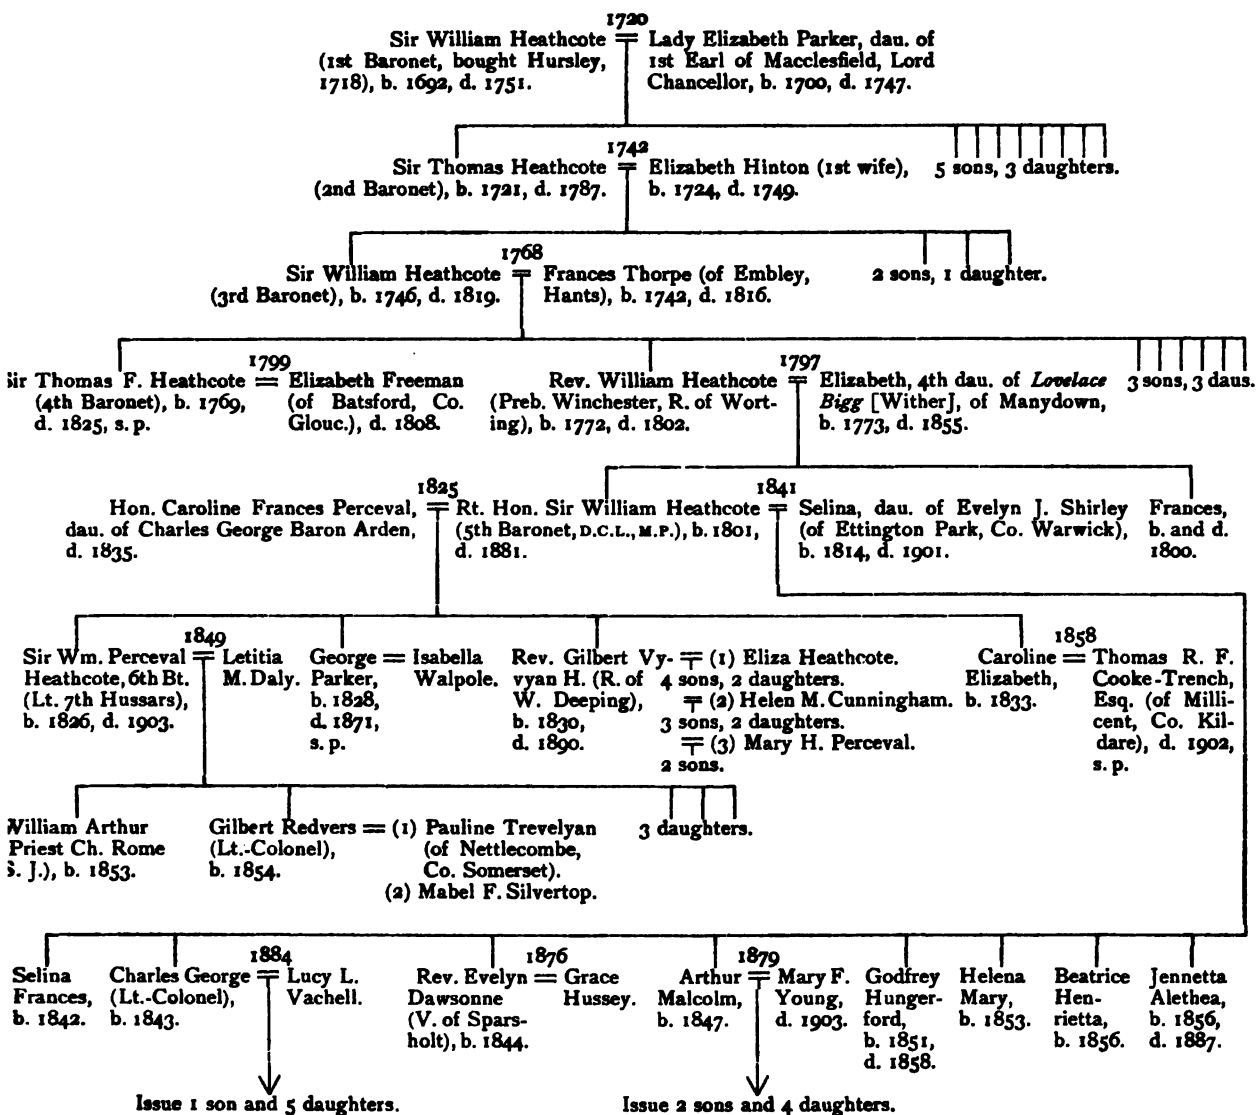 1720
Sir William Heathcote = Lady Elizabeth Parker, dau. of
(1st Baronet, bought Hursley, 1st Earl of Macclesfield, Lord
1718), b. 1692, d. 1751. Chancellor, b. 1700, d. 1747.
1742
Sir Thomas Heathcote = Elizabeth Hinton (1st wife), 5 sons, 3 daughters.
(2nd Baronet), b. 1721, d. 1787. b. 1724, d. 1749.
1768
Sir William Heathcote = Frances Thorpe (of Embley, 2 sons, 1 daughter.
(3rd Baronet), b. 1746, d. 1819. Hants), b. 1742, d. 1816.
1799
ir Thomas F. Heathcote = Elizabeth Freeman
(4th Baronet), b. 1769, (of Batsford, Co.
d. 1825, s. p. Glouc.), d. 1808.
1797
Rev. William Heathcote = Elizabeth, 4th dau. of Lovelace
(Preb. Winchester, R. of Wort- Bigg [Wither], of Manydown,
ing), b. 1772, d. 1802. b. 1773, d. 1855.
3 sons, 3 daus.
1825
Hon. Caroline Frances Perceval, =
dau. of Charles George Baron Arden,
d. 1835.
Rt. Hon. Sir William Heathcote
(5th Baronet, D.C.L., M.P.), b. 1801,
d. 1881.
1841
= Selina, dau. of Evelyn J. Shirley
(of Ettington Park, Co. Warwick),
b. 1814, d. 1901.
Frances,
b. and d.
1800.
1849
Sir Wm. Perceval = Letitia
Heathcote, 6th Bt. M. Daly.
(Lt. 7th Hussars),
b. 1826, d. 1903.
George = Isabella
Parker, Walpole.
b. 1828,
d. 1871,
s. p.
Rev. Gilbert Vy- = (1) Eliza Heathcote.
vyan H. (R. of 4 sons, 2 daughters.
W. Deeping), = (2) Helen M. Cunningham.
b. 1830, 3 sons, 2 daughters.
d. 1890. = (3) Mary H. Perceval.
2 sons.
1858
Caroline = Thomas R. F.
Elizabeth, Cooke-Trench,
b. 1833. Esq. (of Milli-
cent, Co. Kil-
dare), d. 1902,
s. p.
William Arthur
Priest Ch. Rome
S. J.), b. 1853.
Gilbert Redvers = (1) Pauline Trevelyan
(Lt.-Colonel), (of Nettlecombe,
b. 1854. Co. Somerset).
(2) Mabel F. Silvertop.
3 daughters.
Selina
Frances,
b. 1842.
1884
Charles George = Lucy L.
(Lt.-Colonel), Vachell.
b. 1843.
1876
Rev. Evelyn = Grace
Dawsonne Hussey.
(V. of Spars-
holt), b. 1844.
1879
Arthur = Mary F.
Malcolm, Young,
b. 1847. d. 1903.
Godfrey
Hunger-
ford,
b. 1851,
d. 1858.
Helena
Mary,
b. 1853.
Beatrice
Hen-
rietta,
b. 1856.
Jennetta
Alethea,
b. 1856,
d. 1887.
Issue 1 son and 5 daughters.
Issue 2 sons and 4 daughters.